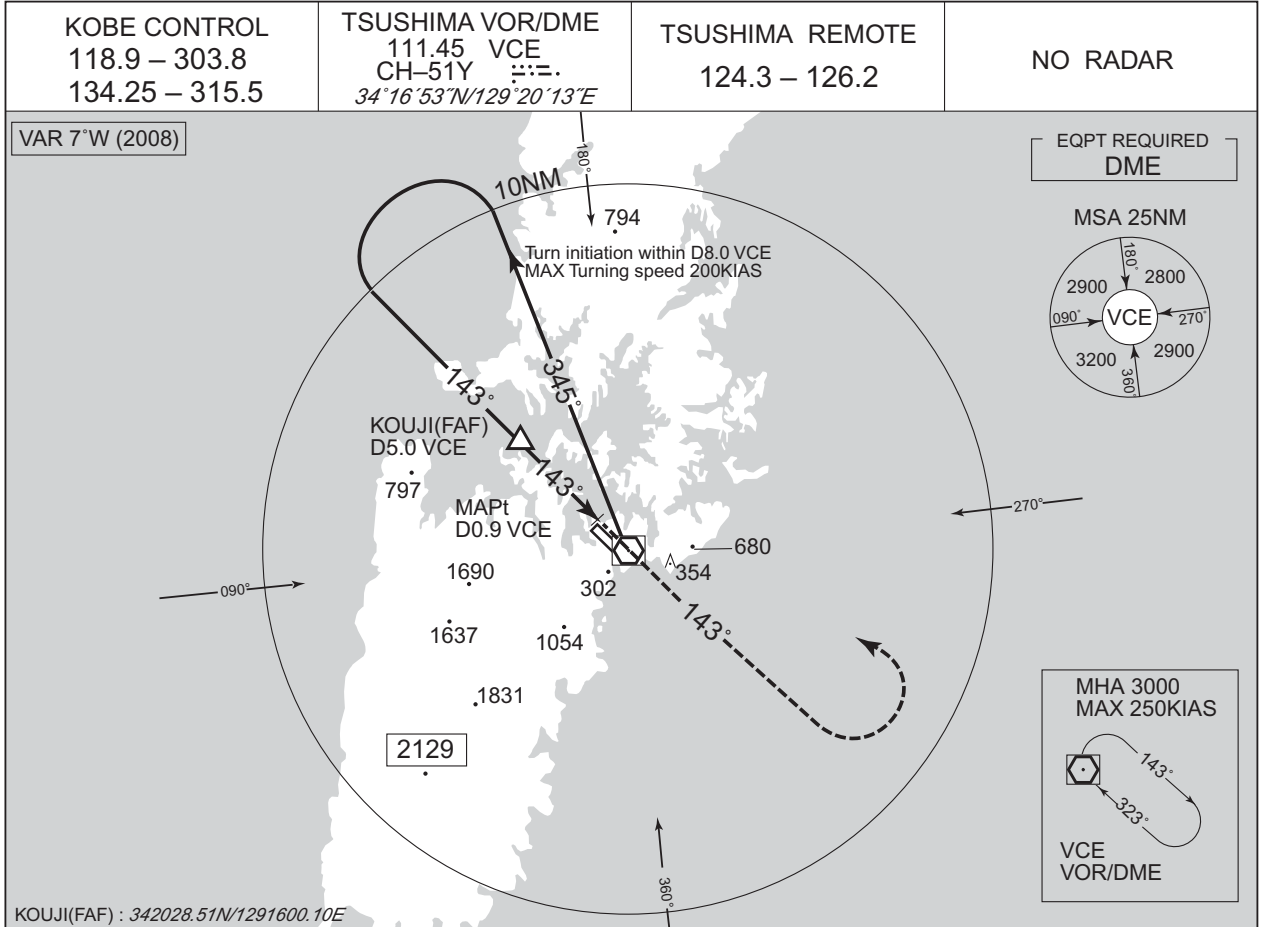 KOBE CONTROL
118.9 – 303.8
134.25 – 315.5
TSUSHIMA VOR/DME
111.45 VCE
CH–51Y
34°16´53˝N/129°20´13˝E
TSUSHIMA REMOTE
124.3 – 126.2
NO RADAR
VAR 7°W (2008)
EQPT REQUIRED
DME
MSA 25NM
180°
2900
2800
090°
VCE
270°
3200
2900
360°
180°
10NM
794
Turn initiation within D8.0 VCE
MAX Turning speed 200KIAS
345°
143°
KOUJI(FAF)
D5.0 VCE
143°
797
MAPt
D0.9 VCE
270°
680
354
302
1690
090°
1637
1054
143°
1831
2129
360°
MHA 3000
MAX 250KIAS
143°
323°
VCE
VOR/DME
KOUJI(FAF) : 342028.51N/1291600.10E